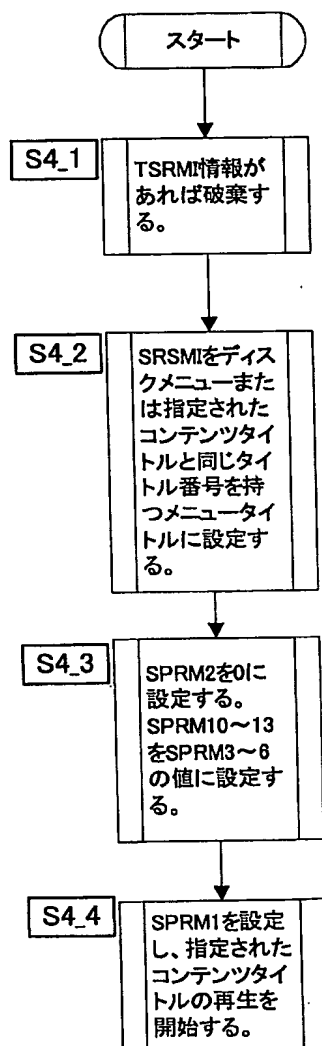 スタート
S4_1
TSRMI情報が
あれば破棄す
る。
S4_2
SRSMIをディス
クメニューまた
は指定された
コンテンツタイ
トルと同じタイ
トル番号を持
つメニュータイ
トルに設定す
る。
S4_3
SPRM2を0に
設定する。
SPRM10～13
をSPRM3～6
の値に設定す
る。
S4_4
SPRM1を設定
し、指定された
コンテンツタイ
トルの再生を
開始する。